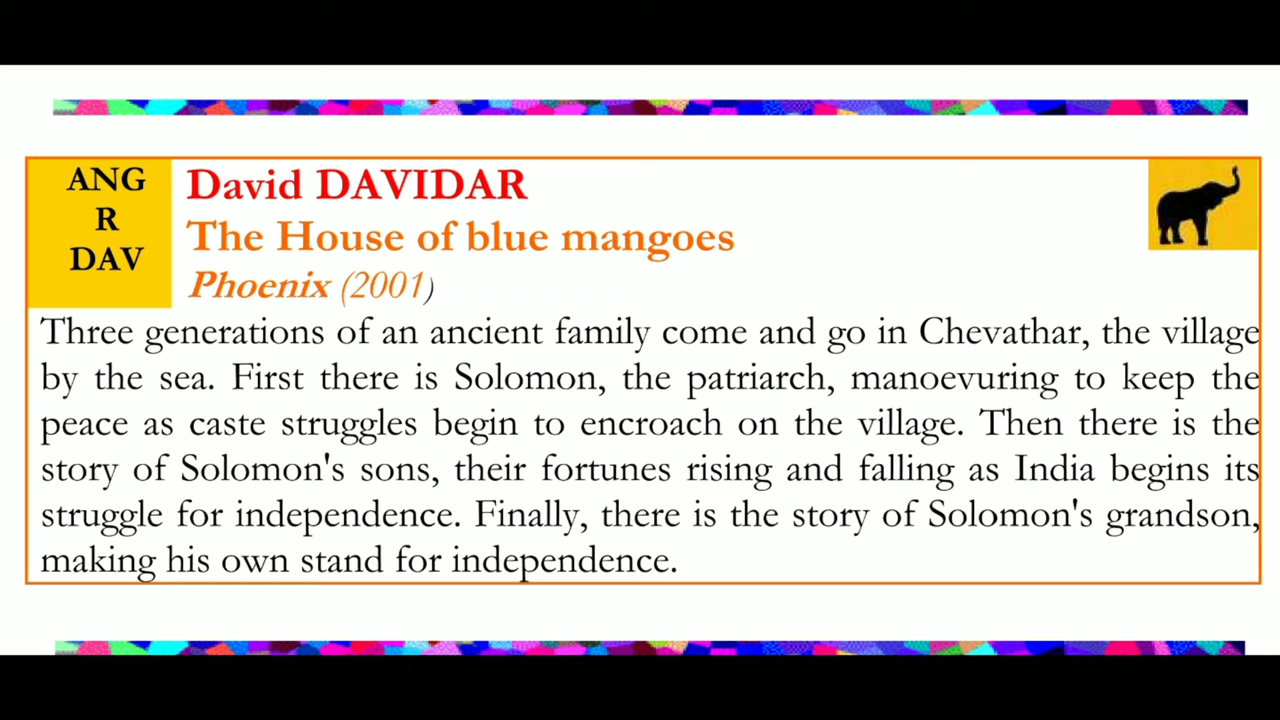 ANG
R
DAV
David DAVIDAR
The House of blue mangoes
Phoenix (2001)
Three generations of an ancient family come and go in Chevathar, the village
by the sea. First there is Solomon, the patriarch, manoevuring to keep the
peace as caste struggles begin to encroach on the village. Then there is the
story of Solomon's sons, their fortunes rising and falling as India begins its
struggle for independence. Finally, there is the story of Solomon's grandson,
making his own stand for independence.